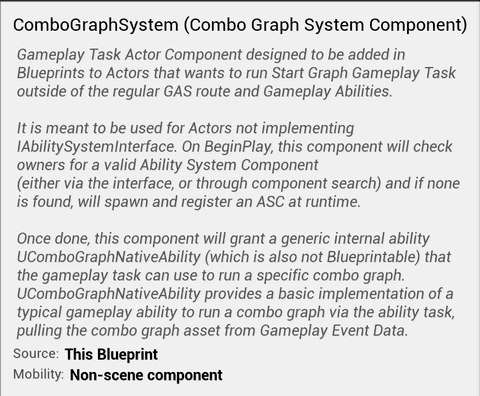 ComboGraphSystem (Combo Graph System Component)
Gameplay Task Actor Component designed to be added in
Blueprints to Actors that wants to run Start Graph Gameplay Task
outside of the regular GAS route and Gameplay Abilities.
It is meant to be used for Actors not implementing
IAbilitySystemInterface. On BeginPlay, this component will check
owners for a valid Ability System Component
(either via the interface, or through component search) and if none
is found, will spawn and register an ASC at runtime.
Once done, this component will grant a generic internal ability
UComboGraphNativeAbility (which is also not Blueprintable) that
the gameplay task can use to run a specific combo graph.
UComboGraphNativeAbility provides a basic implementation of a
typical gameplay ability to run a combo graph via the ability task,
pulling the combo graph asset from Gameplay Event Data.
Source: This Blueprint
Mobility: Non-scene component